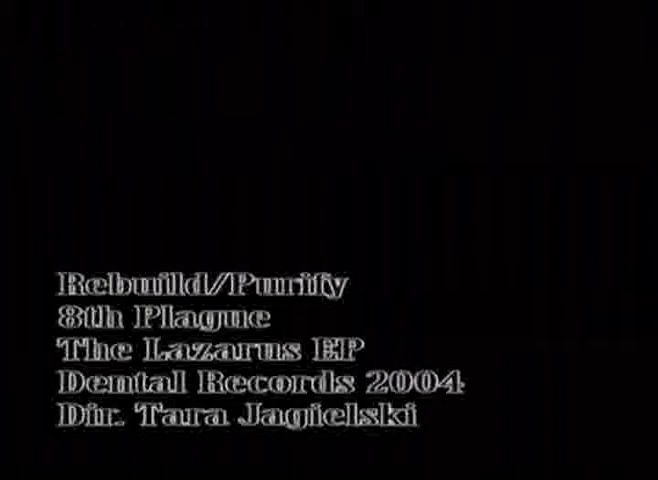 Rebuild/Purify
8th Plague
The Lazarus EP
Dental Records 2004
Dir. Tara Jagielski